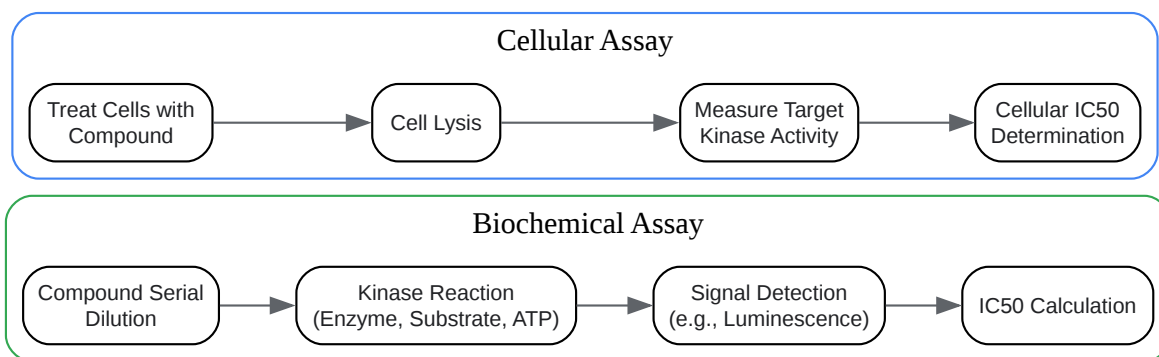 Cellular Assay
Treat Cells with
Compound
Cell Lysis
Measure Target
Kinase Activity
Cellular IC50
Determination
Biochemical Assay
Compound Serial
Dilution
Kinase Reaction
(Enzyme, Substrate, ATP)
Signal Detection
(e.g., Luminescence)
IC50 Calculation